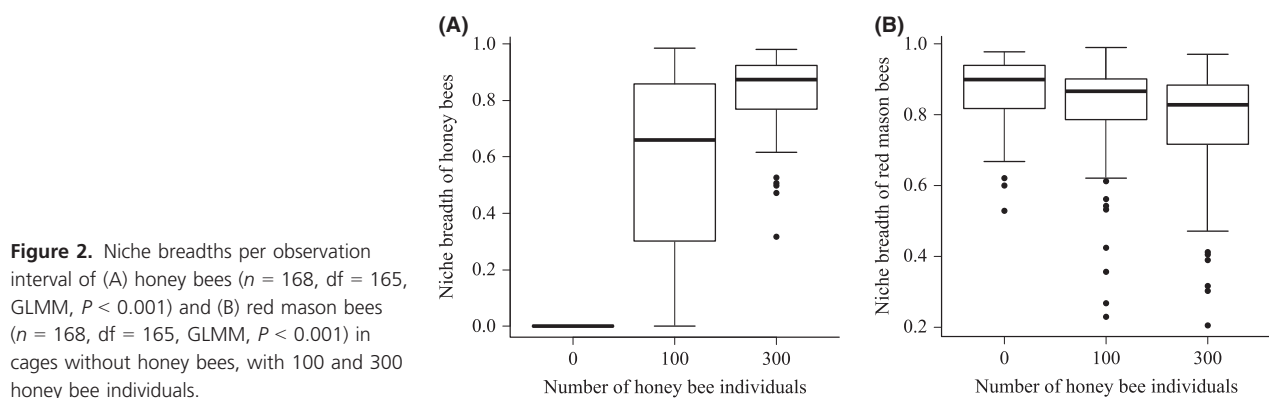 Figure 2. Niche breadths per observation
interval of (A) honey bees (n = 168, df = 165,
GLMM, P < 0.001) and (B) red mason bees
(n = 168, df = 165, GLMM, P < 0.001) in
cages without honey bees, with 100 and 300
honey bee individuals.
(A)
Niche breadth of honey bees
1.0
0.8
0.6
0.4
0.2
0.0
0 100 300
Number of honey bee individuals
(B)
Niche breadth of red mason bees
1.0
0.8
0.6
0.4
0.2
0 100 300
Number of honey bee individuals